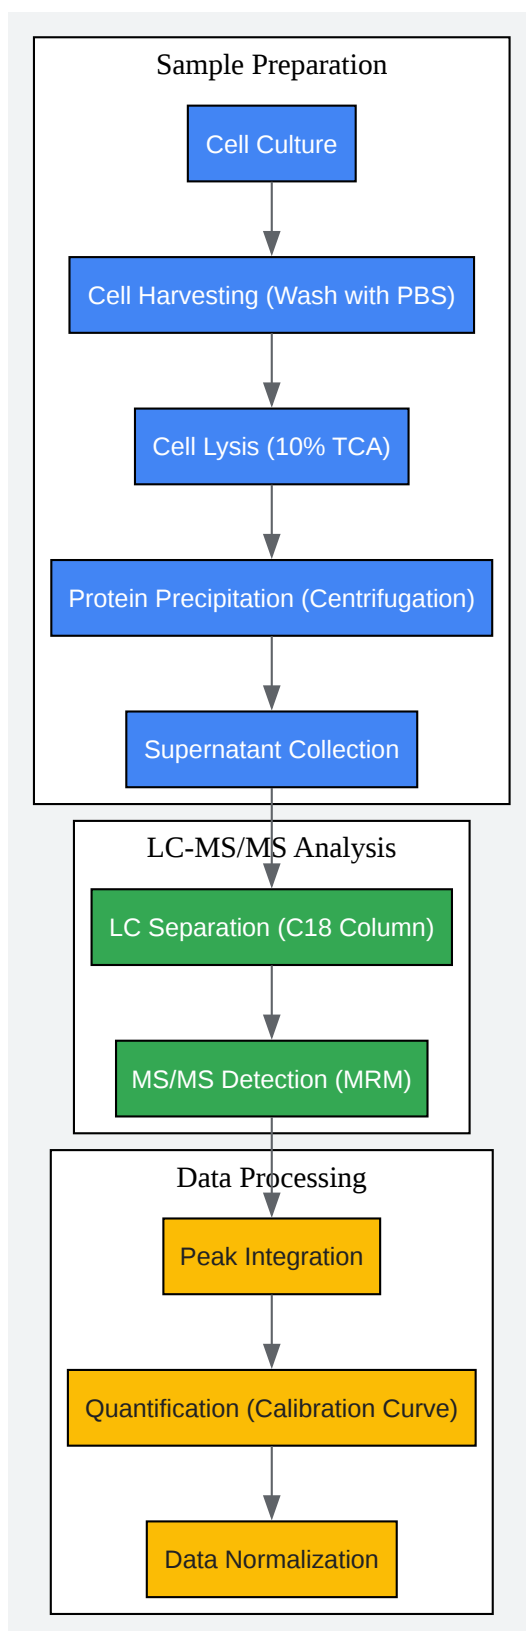 Sample Preparation
Cell Culture
Cell Harvesting (Wash with PBS)
Cell Lysis (10% TCA)
Protein Precipitation (Centrifugation)
Supernatant Collection
LC-MS/MS Analysis
LC Separation (C18 Column)
MS/MS Detection (MRM)
Data Processing
Peak Integration
Quantification (Calibration Curve)
Data Normalization